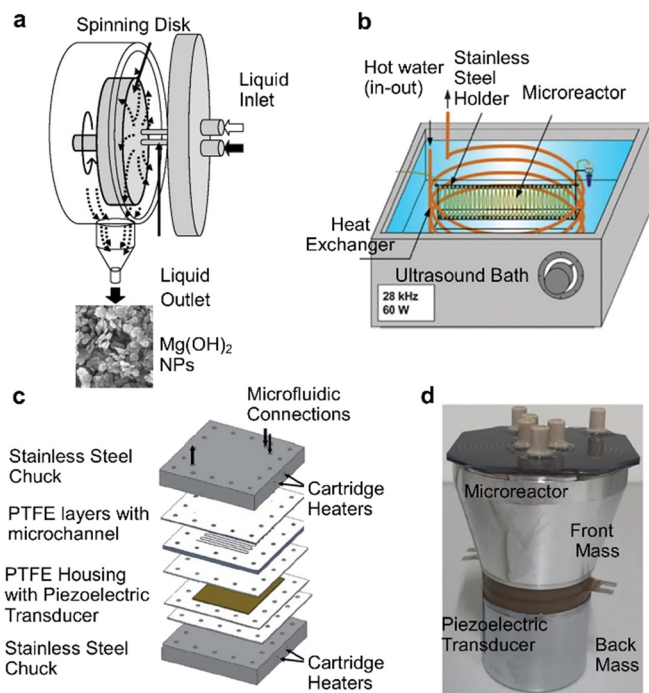 a
Spinning Disk
Liquid
Inlet
Liquid
Outlet
Mg(OH)₂
NPs
b
Hot water
(in-out)
Stainless
Steel
Holder
Microreactor
Heat
Exchanger
Ultrasound Bath
28 kHz
60 W
c
Microfluidic
Connections
Stainless Steel
Chuck
Cartridge
Heaters
PTFE layers with
microchannel
PTFE Housing
with Piezoelectric
Transducer
Stainless Steel
Chuck
Cartridge
Heaters
d
Microreactor
Front
Mass
Piezoelectric
Transducer
Back
Mass